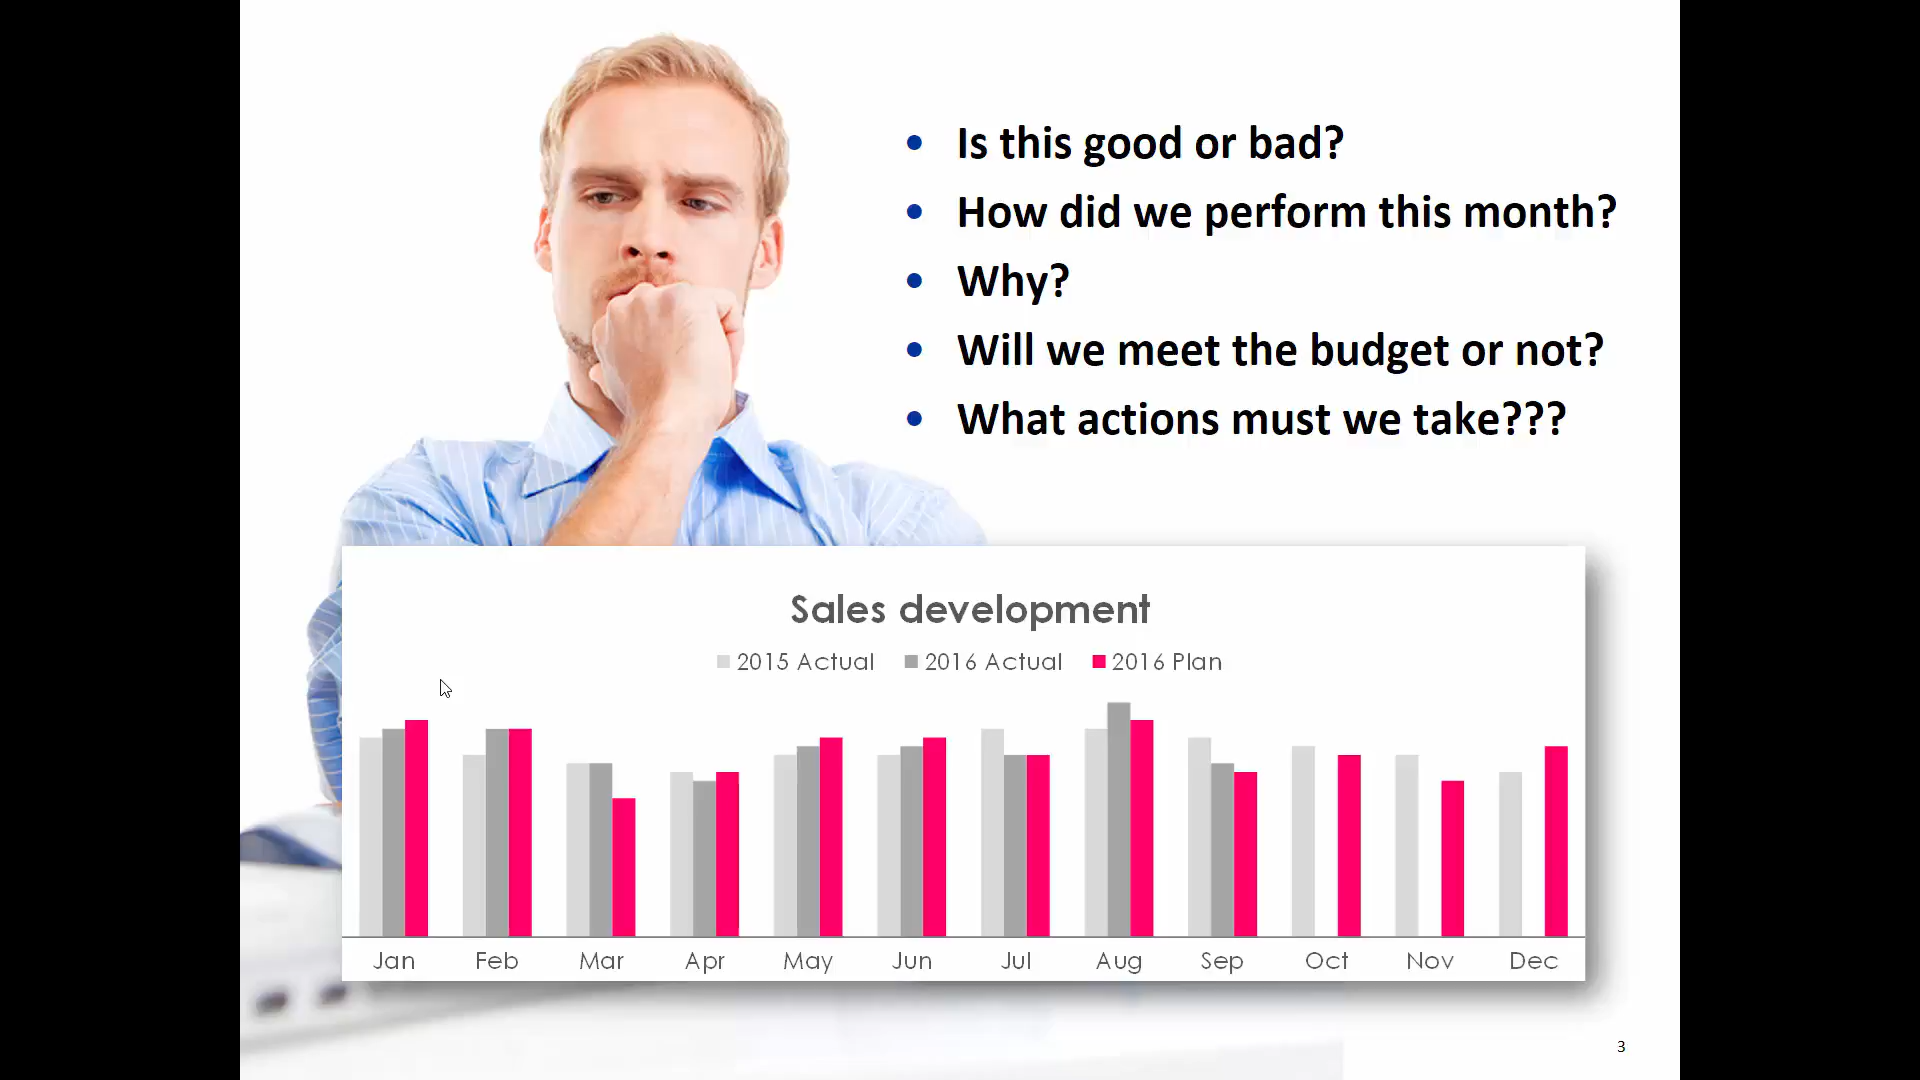 • Is this good or bad?
• How did we perform this month?
• Why?
• Will we meet the budget or not?
• What actions must we take???
Sales development
2015 Actual 2016 Actual 2016 Plan
Jan Feb Mar Apr May Jun Jul Aug Sep Oct Nov Dec
3